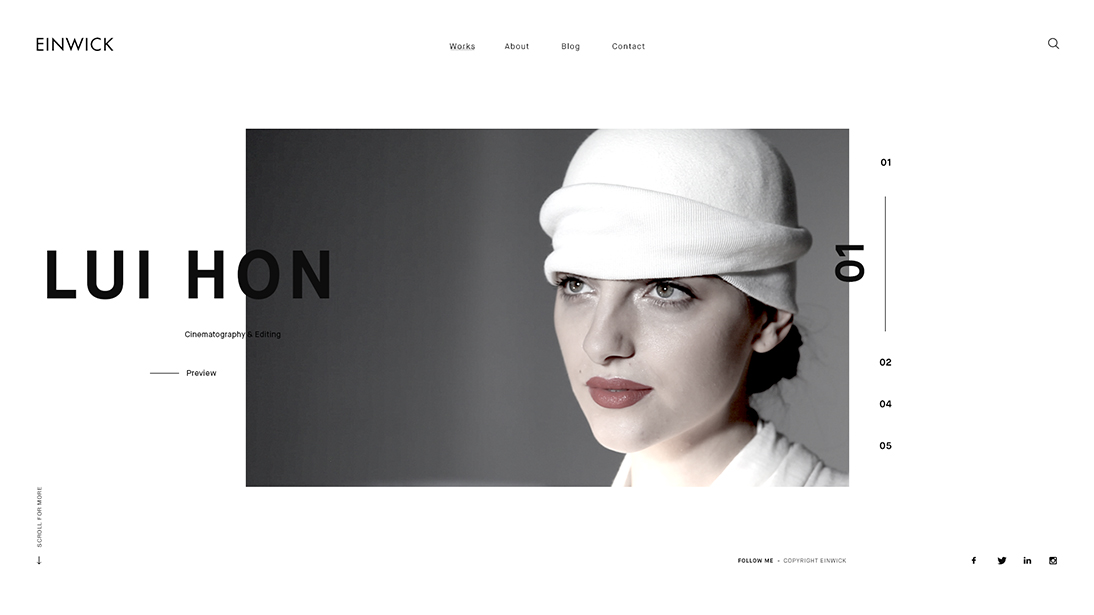 EINWICK
Works About Blog Contact
01
LUI HON
01
Cinematography & Editing
02
Preview
04
05
SCROLL FOR MORE
FOLLOW ME - COPYRIGHT EINWICK
f in